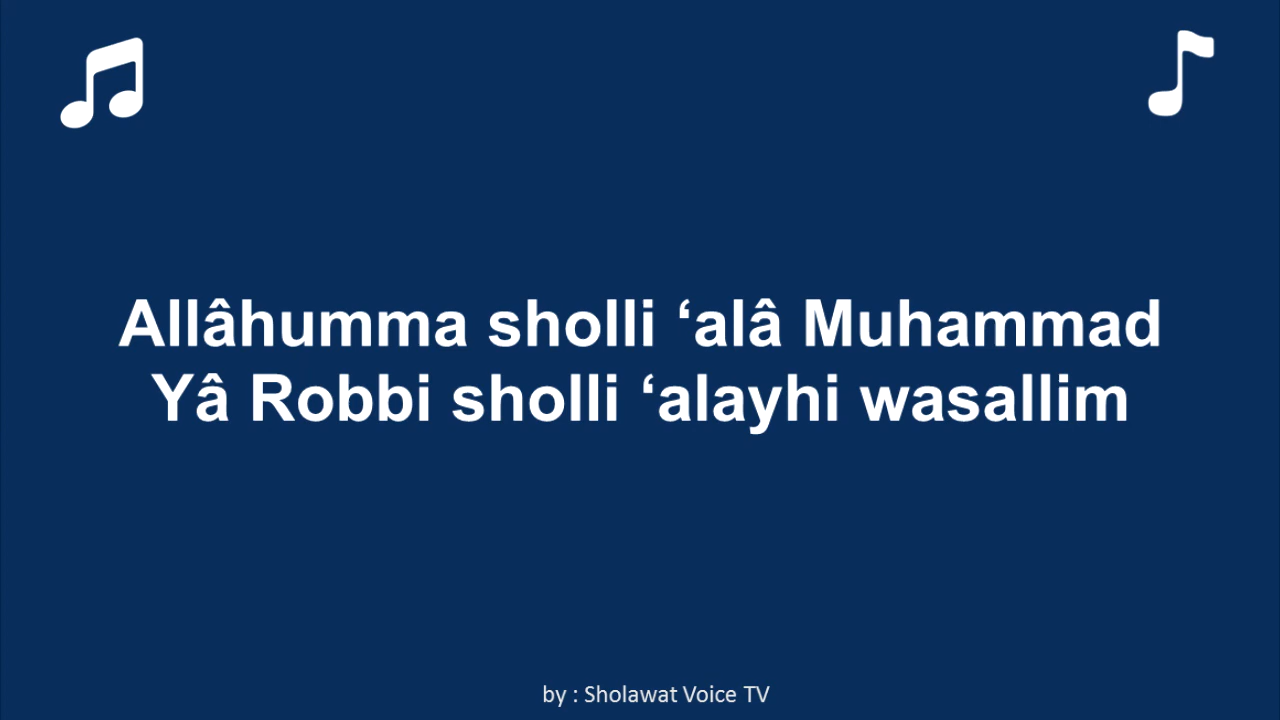 Allâhumma sholli ‘alâ Muhammad
Yâ Robbi sholli ‘alayhi wasallim
by : Sholawat Voice TV